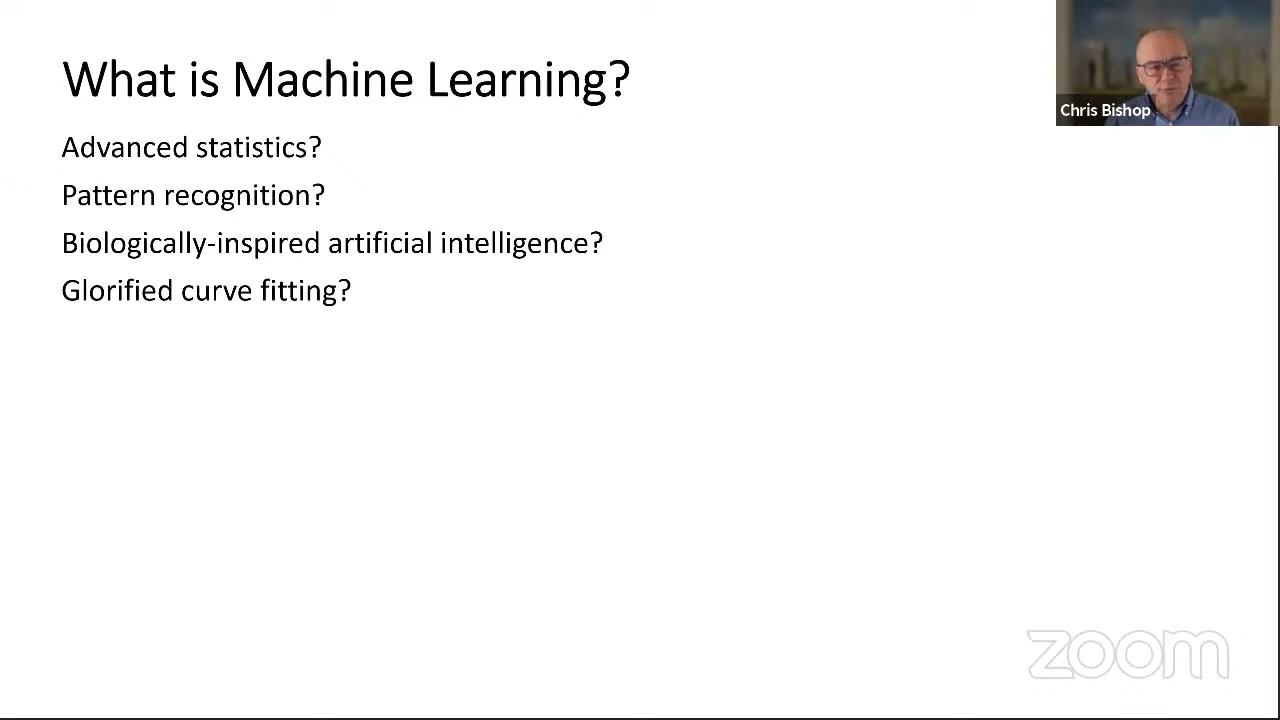 What is Machine Learning?
Advanced statistics?
Pattern recognition?
Biologically-inspired artificial intelligence?
Glorified curve fitting?
Chris Bishop
zoom